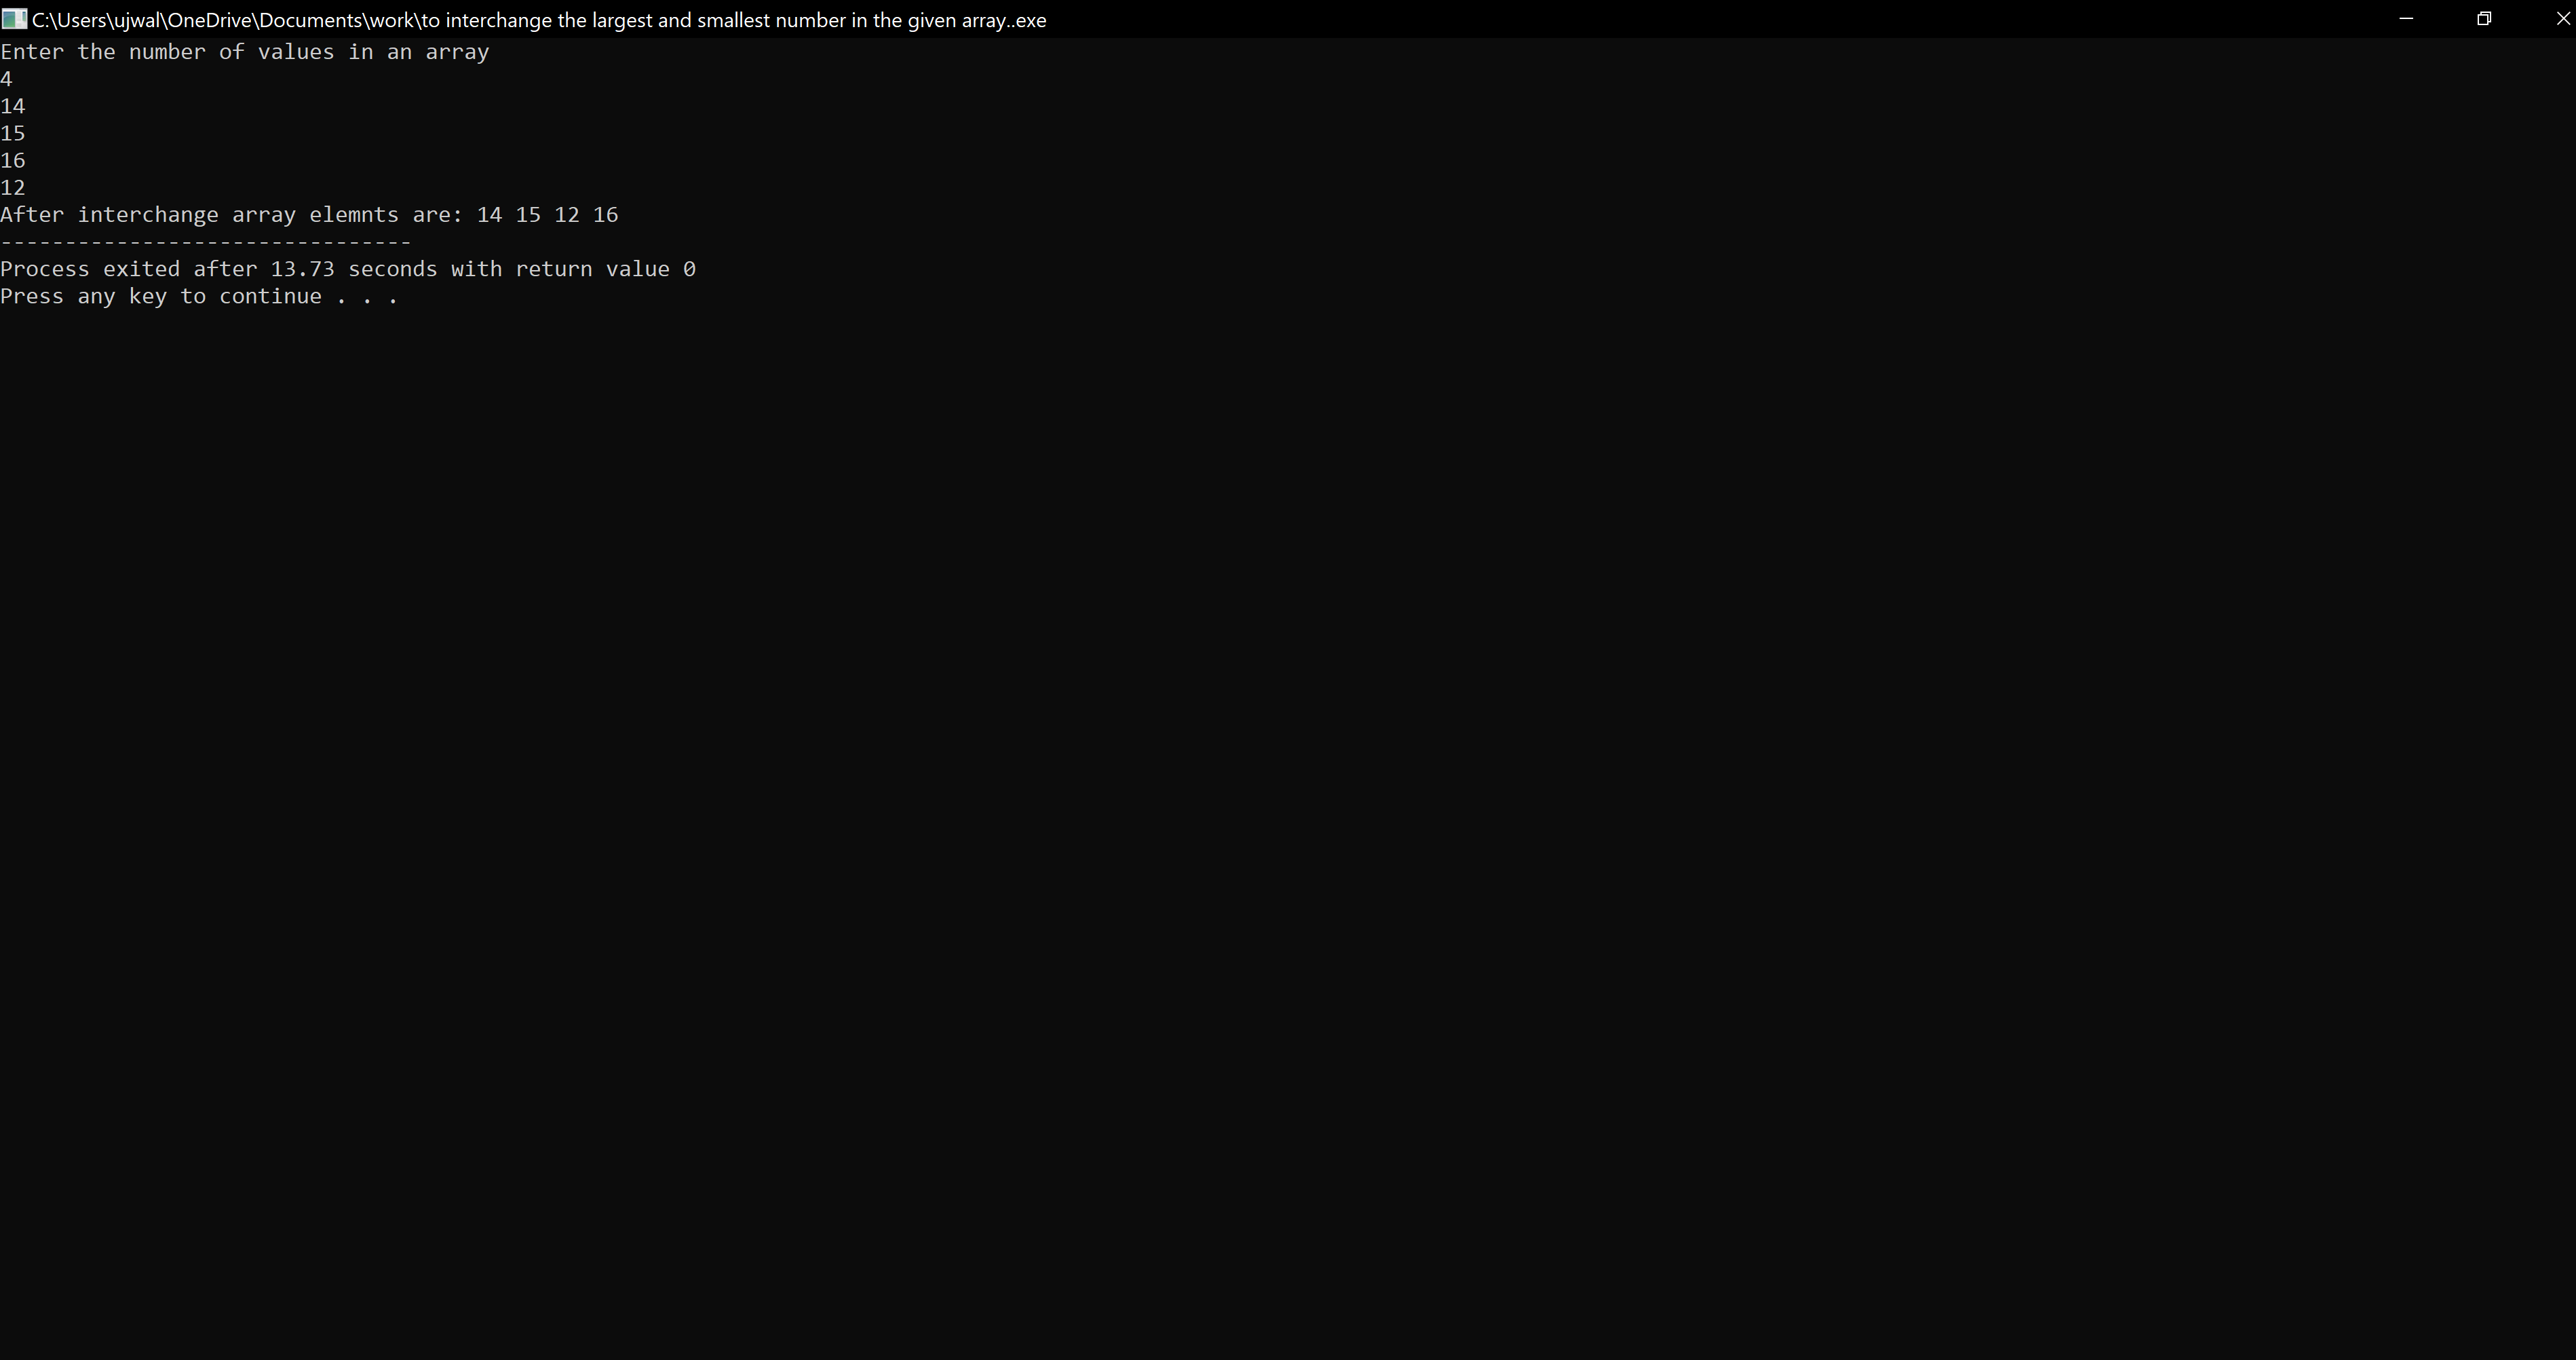 C:\Users\ujwal\OneDrive\Documents\work\to interchange the largest and smallest number in the given array..exe
Enter the number of values in an array
4
14
15
16
12
After interchange array elemnts are: 14 15 12 16
--------------------------------
Process exited after 13.73 seconds with return value 0
Press any key to continue . . .